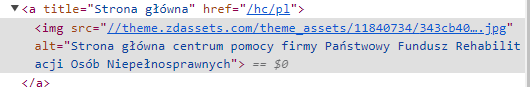 ▼<a title="Strona główna" href="/hc/pl">
<img src="//theme.zdassets.com/theme_assets/11840734/343cb40….jpg"
alt="Strona główna centrum pomocy firmy Państwowy Fundusz Rehabilit
acji Osób Niepełnosprawnych"> == $0
</a>